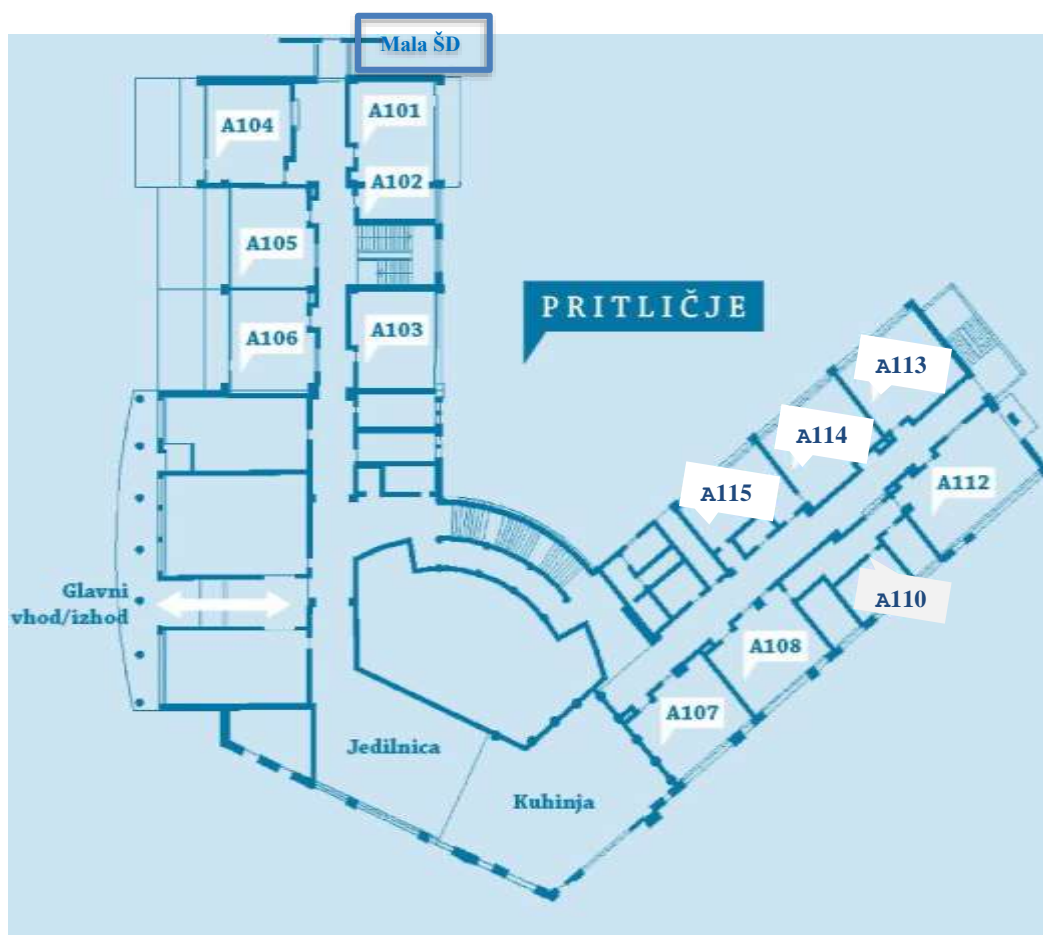 Mala ŠD
A101
A104
A102
A105
A103
A106
PRITLIČJE
A113
A114
A115
A112
Glavni
vhod/izhod
A110
A108
A107
Jedilnica
Kuhinja